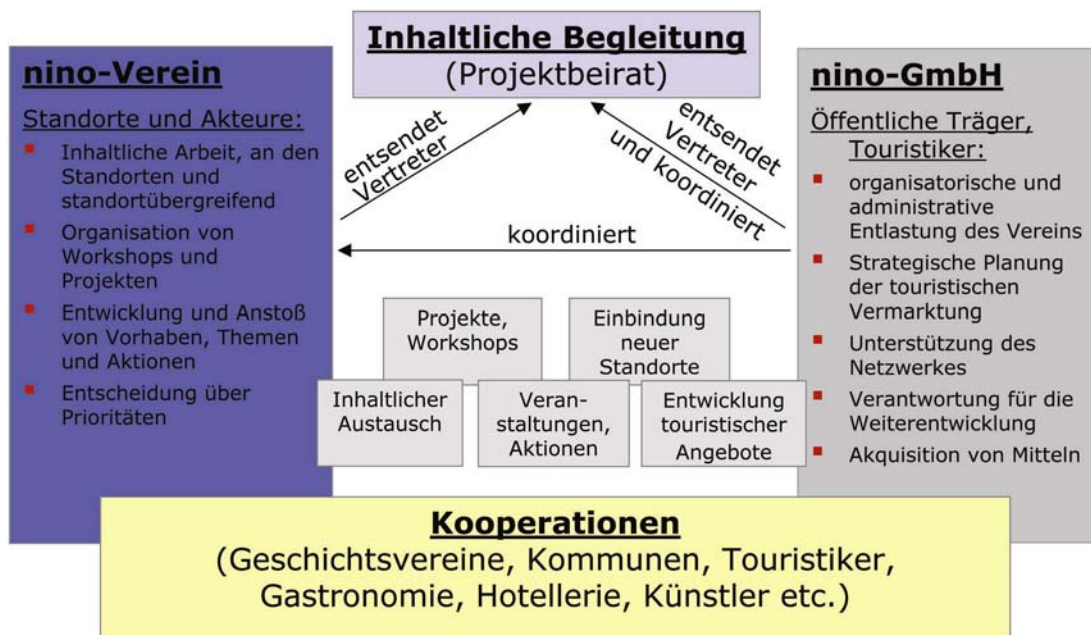 Inhaltliche Begleitung
(Projektbeirat)
nino-Verein
Standorte und Akteure:
Inhaltliche Arbeit, an den
Standorten und
standortübergreifend
Organisation von
Workshops und
Projekten
Entwicklung und Anstoß
von Vorhaben, Themen
und Aktionen
Entscheidung über
Prioritäten
entsendet
Vertreter
entsendet
Vertreter
und koordiniert
koordiniert
nino-GmbH
Öffentliche Träger,
Touristiker:
organisatorische und
administrative
Entlastung des Vereins
Strategische Planung
der touristischen
Vermarktung
Unterstützung des
Netzwerkes
Verantwortung für die
Weiterentwicklung
Akquisition von Mitteln
Projekte,
Workshops
Einbindung
neuer
Standorte
Inhaltlicher
Austausch
Veran-
staltungen,
Aktionen
Entwicklung
touristischer
Angebote
Kooperationen
(Geschichtsvereine, Kommunen, Touristiker,
Gastronomie, Hotellerie, Künstler etc.)